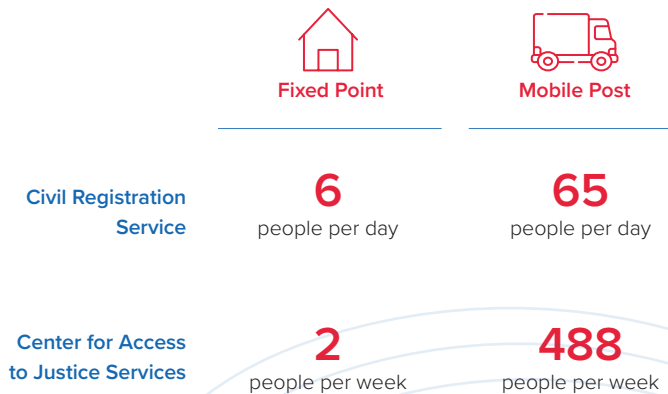 Fixed Point
Mobile Post
Civil Registration
Service
6
people per day
65
people per day
Center for Access
to Justice Services
2
people per week
488
people per week